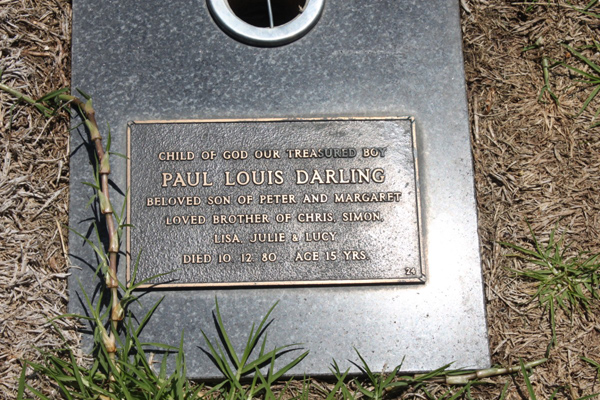 CHILD OF GOD OUR TREASURED BOY
PAUL LOUIS DARLING
BELOVED SON OF PETER AND MARGARET
LOVED BROTHER OF CHRIS, SIMON,
LISA, JULIE & LUCY
DIED 10. 12. 80 AGE 15 YRS.
24